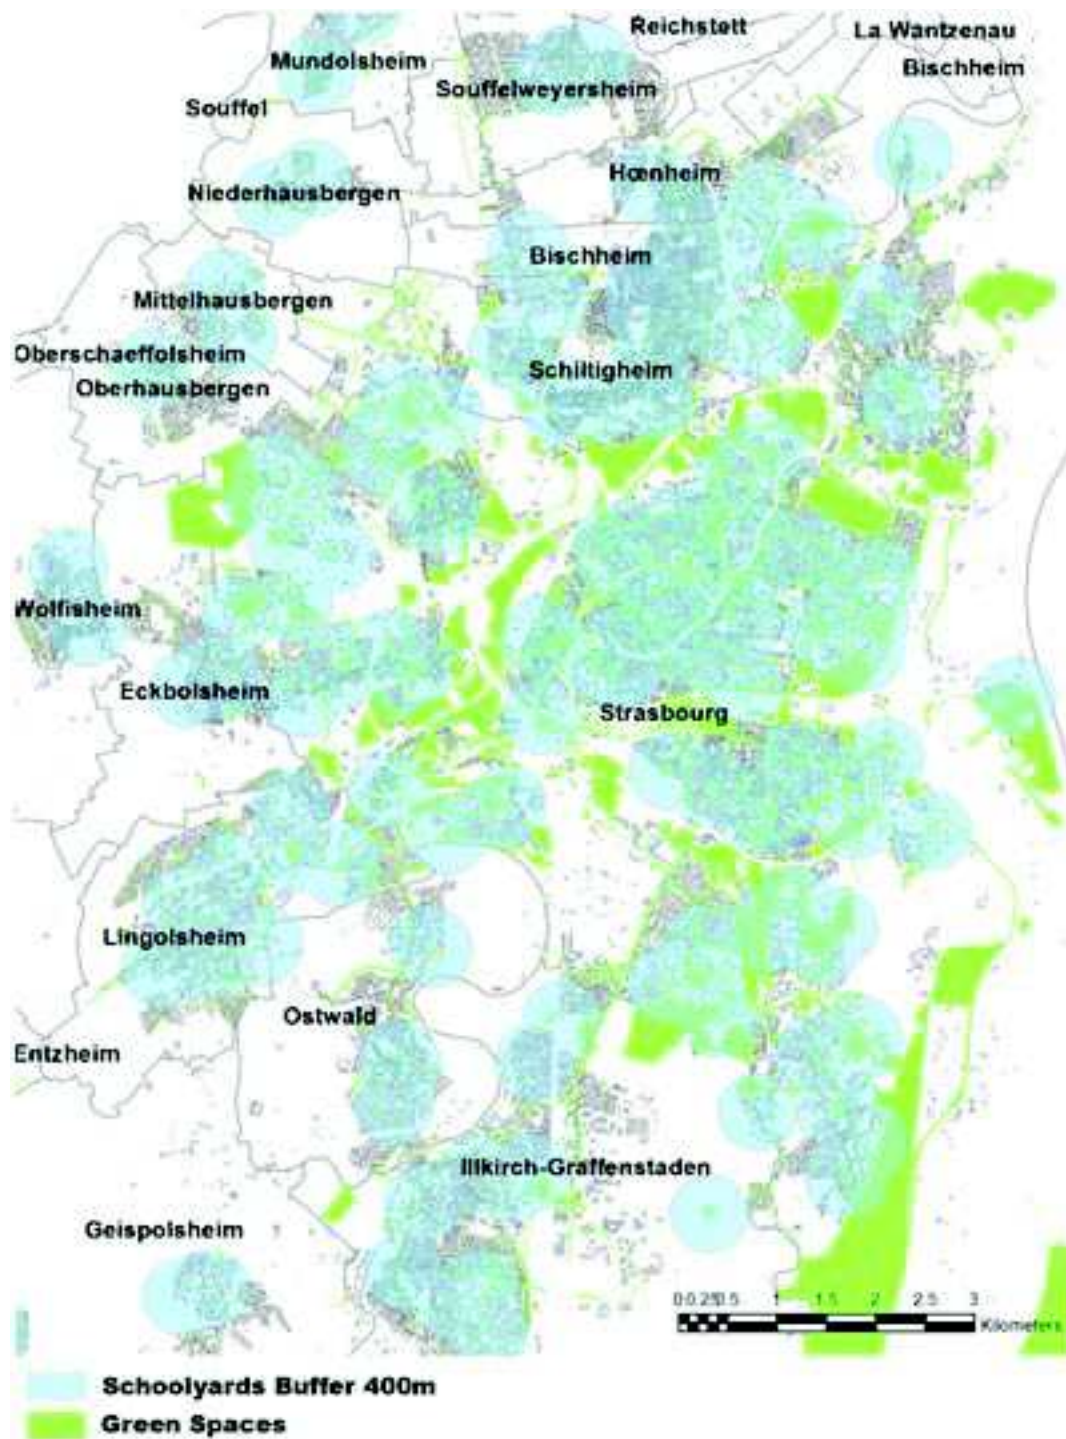 Reichstett
La Wantzenau
Mundolsheim
Bischheim
Souffelweyersheim
Souffel
Hœnheim
Niederhausbergen
Bischheim
Mittelhausbergen
Oberschaeffolsheim
Schiltigheim
Oberhausbergen
Wolfisheim
Eckbolsheim
Strasbourg
Lingolsheim
Ostwald
Entzheim
Illkirch-Graffenstaden
Geispolsheim
0 0.25 0.5 1 1.5 2 2.5 3
Kilometers
Schoolyards Buffer 400m
Green Spaces